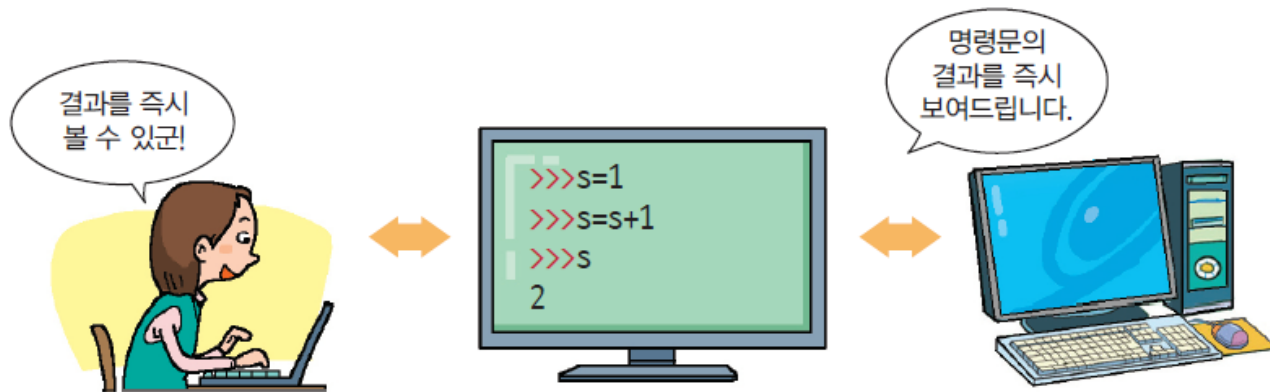 결과를 즉시
볼 수 있군!
>>>s=1
>>>s=s+1
>>>s
2
명령문의
결과를 즉시
보여드립니다.